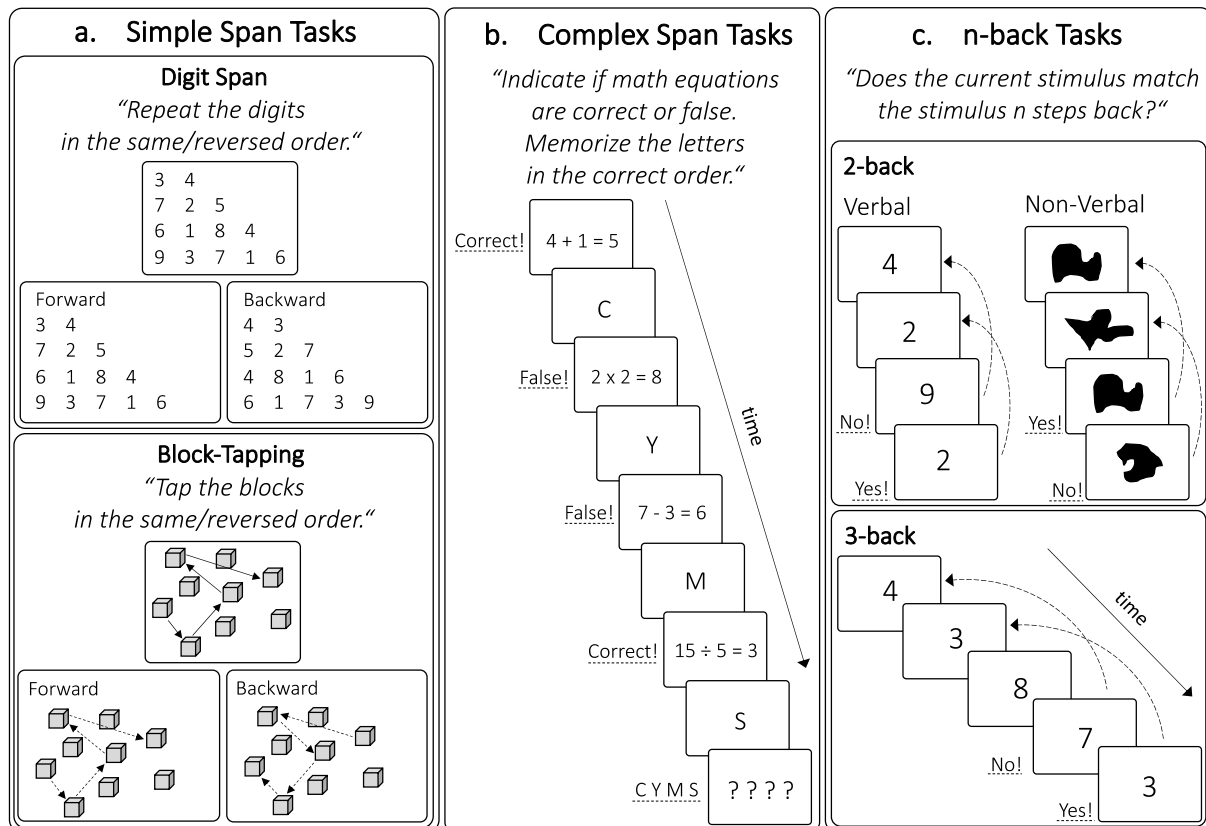 a. Simple Span Tasks
Digit Span
“Repeat the digits
in the same/reversed order.“
3 4
7 2 5
6 1 8 4
9 3 7 1 6
Forward
3 4
7 2 5
6 1 8 4
9 3 7 1 6
Backward
4 3
5 2 7
4 8 1 6
6 1 7 3 9
Block-Tapping
“Tap the blocks
in the same/reversed order.“
Forward
Backward
b. Complex Span Tasks
“Indicate if math equations
are correct or false.
Memorize the letters
in the correct order.“
Correct! 4 + 1 = 5
C
False! 2 x 2 = 8
Y
time
False! 7 - 3 = 6
M
Correct! 15 ÷ 5 = 3
S
C Y M S ? ? ? ?
c. n-back Tasks
“Does the current stimulus match
the stimulus n steps back?“
2-back
Verbal
4
2
9
No!
2
Yes!
Non-Verbal
Yes!
No!
3-back
4
3
time
8
7
No!
3
Yes!